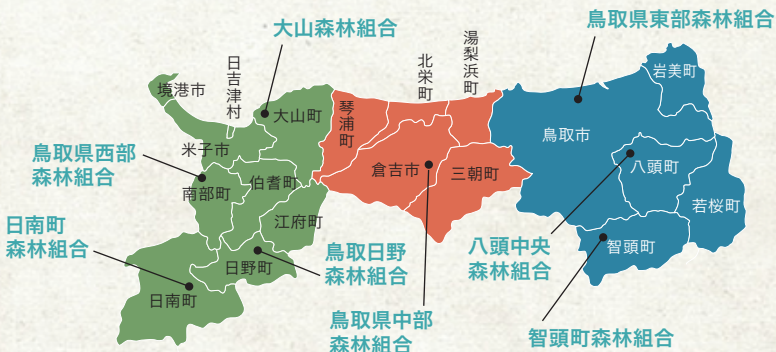 大山森林組合
鳥取県東部森林組合
湯梨浜町
北栄町
日吉津村
境港市
大山町
琴浦町
岩美町
鳥取市
米子市
鳥取県西部
森林組合
倉吉市
三朝町
八頭町
伯耆町
南部町
若桜町
日南町
森林組合
江府町
八頭中央
森林組合
智頭町
鳥取日野
森林組合
日野町
日南町
鳥取県中部
森林組合
智頭町森林組合